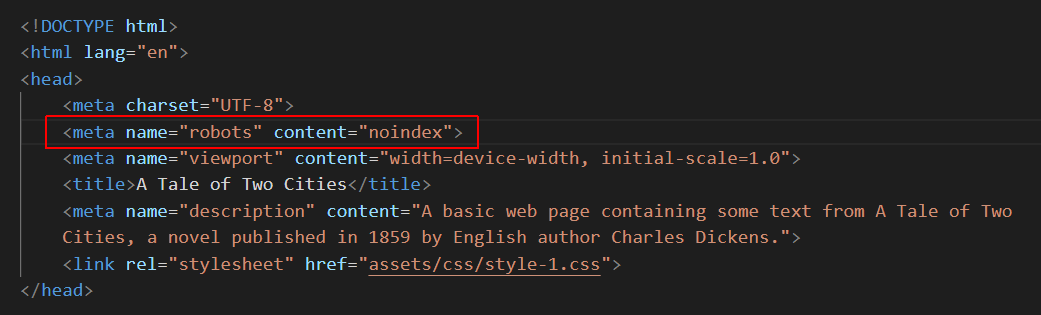 <!DOCTYPE html>
<html lang="en">
<head>
    <meta charset="UTF-8">
    <meta name="robots" content="noindex">
    <meta name="viewport" content="width=device-width, initial-scale=1.0">
    <title>A Tale of Two Cities</title>
    <meta name="description" content="A basic web page containing some text from A Tale of Two
    Cities, a novel published in 1859 by English author Charles Dickens.">
    <link rel="stylesheet" href="assets/css/style-1.css">
</head>